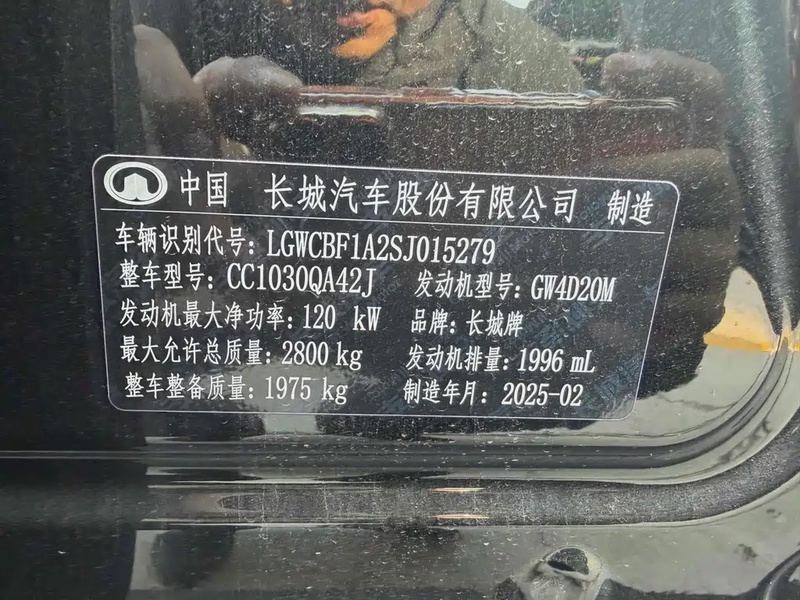 中国 长城汽车股份有限公司 制造
车辆识别代号：LGWCBF1A2SJ015279
整车型号：CC1030QA42J 发动机型号：GW4D20M
发动机最大净功率：120 kW 品牌：长城牌
最大允许总质量：2800 kg 发动机排量：1996 mL
整车整备质量：1975 kg 制造年月：2025-02